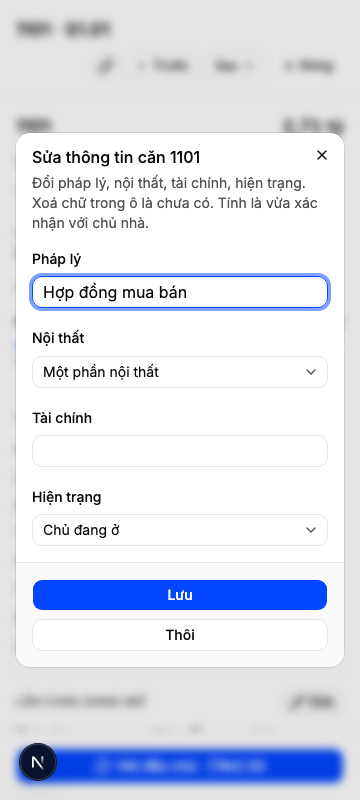 Sửa thông tin căn 1101
Đổi pháp lý, nội thất, tài chính, hiện trạng.
Xoá chữ trong ô là chưa có. Tính là vừa xác
nhận với chủ nhà.
Pháp lý
Hợp đồng mua bán
Nội thất
Một phần nội thất
Tài chính
Hiện trạng
Chủ đang ở
Lưu
Thôi
N